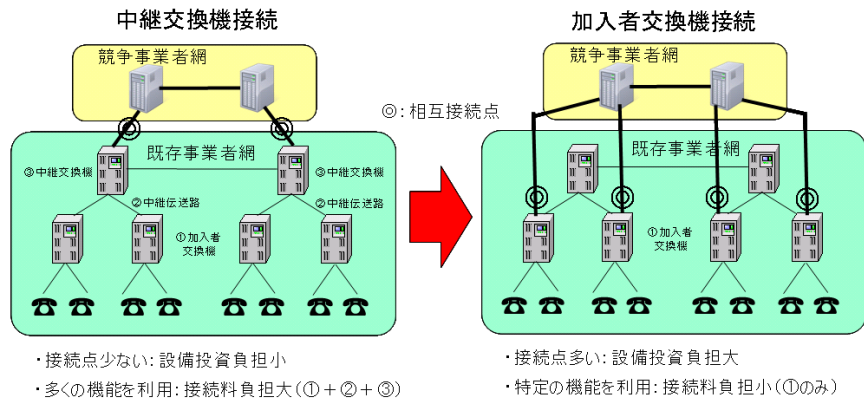 中継交換機接続
競争事業者網
既存事業者網
③中継交換機
③中継交換機
②中継伝送路
②中継伝送路
①加入者
交換機
・接続点少ない：設備投資負担小
・多くの機能を利用：接続料負担大（①＋②＋③）
◎：相互接続点
加入者交換機接続
競争事業者網
既存事業者網
①加入者
交換機
・接続点多い：設備投資負担大
・特定の機能を利用：接続料負担小（①のみ）